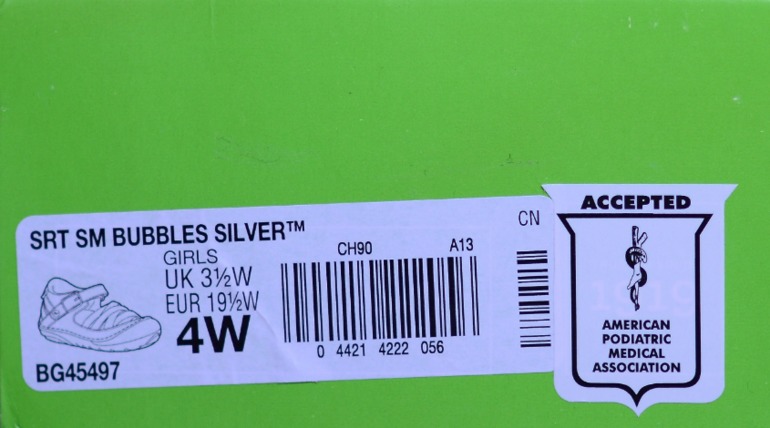 SRT SM BUBBLES SILVER™
GIRLS
UK 3½W
EUR 19½W
4W
BG45497
CH90
A13
0 4421 4222 056
CN
ACCEPTED
AMERICAN
PODIATRIC
MEDICAL
ASSOCIATION